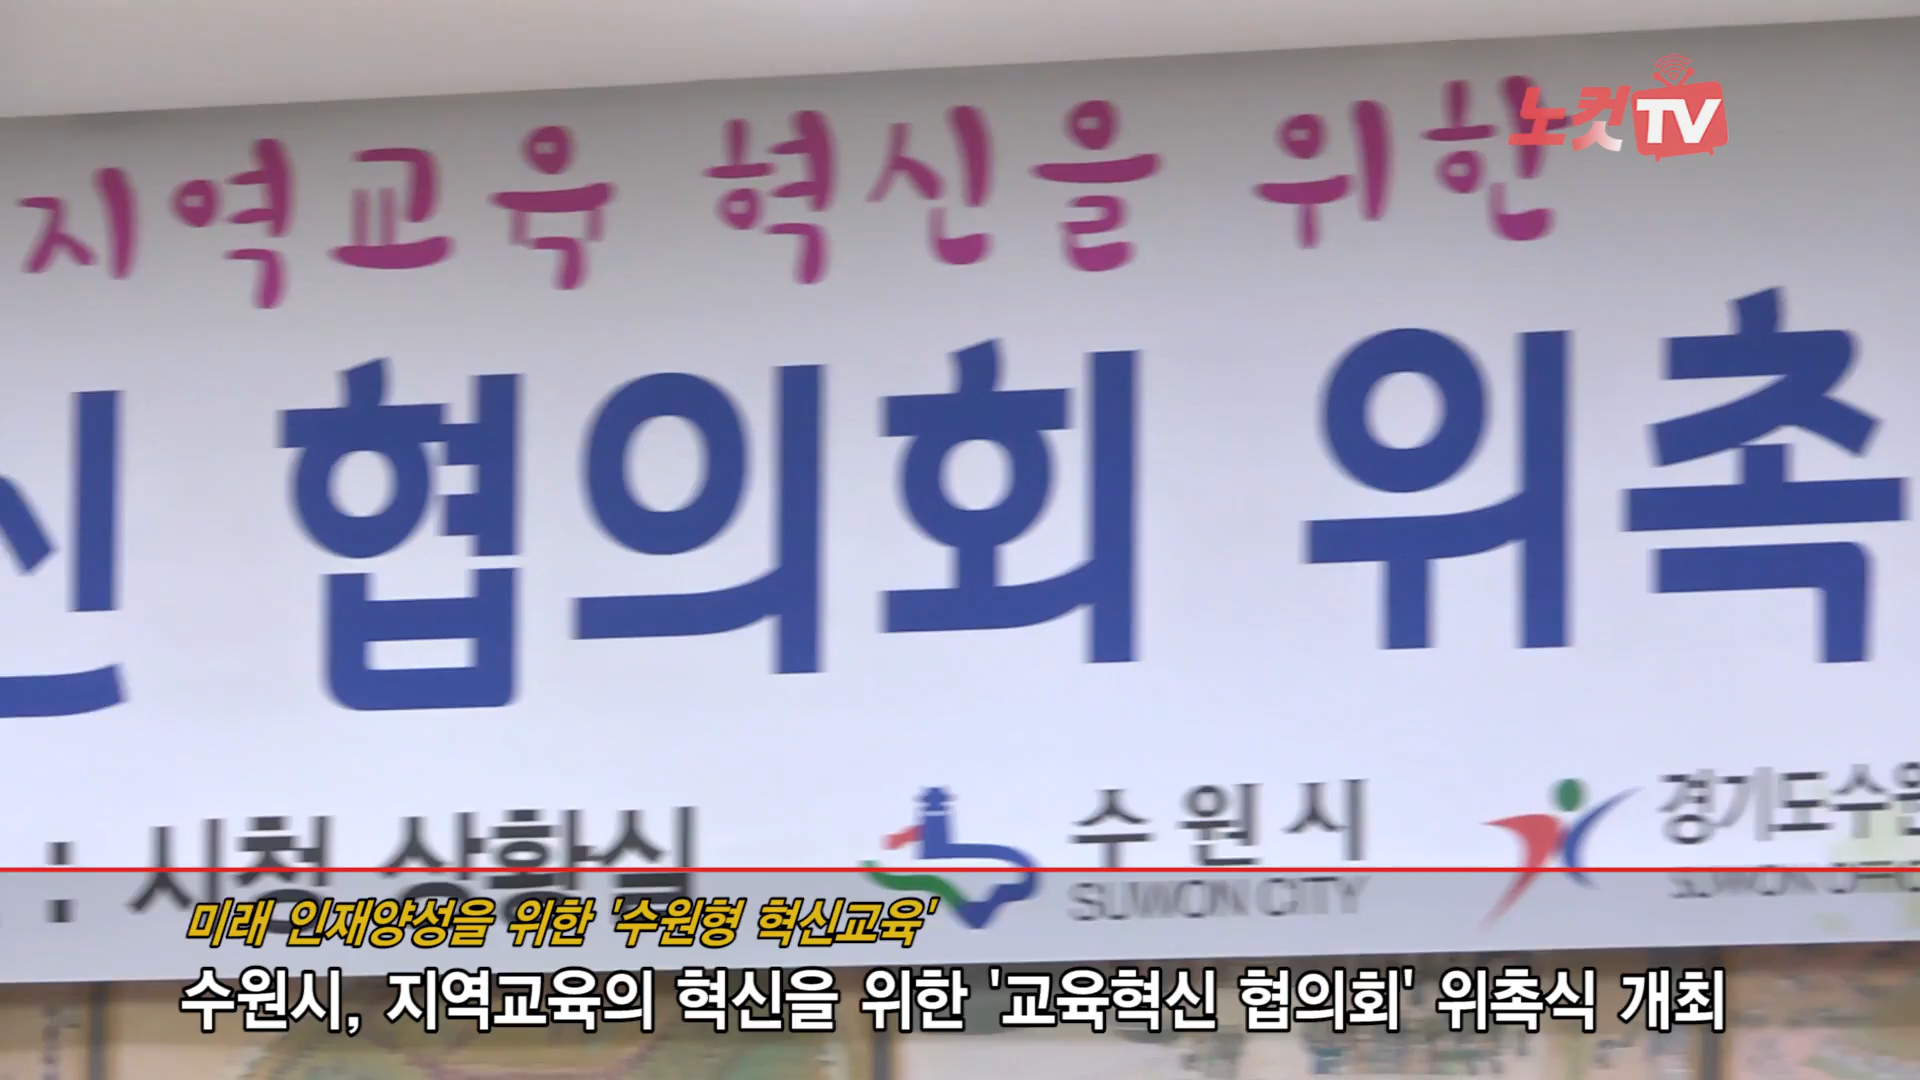 노컷TV
지역교육 혁신을 위한
신 협의회 위촉
: 시청 상황실
수원시
SUWON CITY
경기도수원
미래 인재양성을 위한 '수원형 혁신교육'
수원시, 지역교육의 혁신을 위한 '교육혁신 협의회' 위촉식 개최